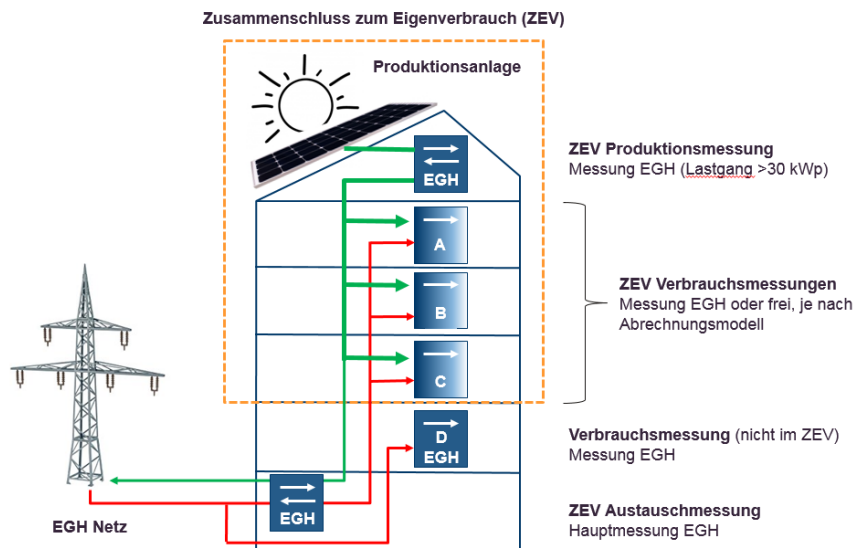 Zusammenschluss zum Eigenverbrauch (ZEV)
Produktionsanlage
EGH
ZEV Produktionsmessung
Messung EGH (Lastgang >30 kWp)
A
B
C
ZEV Verbrauchsmessungen
Messung EGH oder frei, je nach
Abrechnungsmodell
D
EGH
Verbrauchsmessung (nicht im ZEV)
Messung EGH
EGH
EGH Netz
ZEV Austauschmessung
Hauptmessung EGH